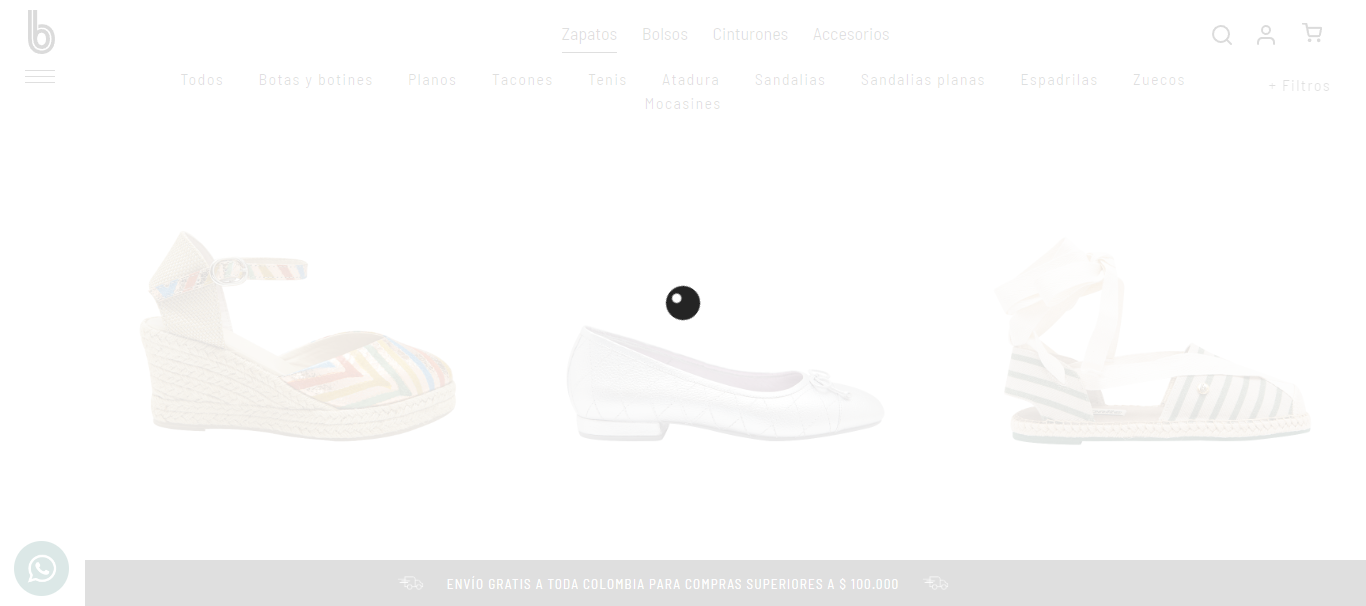 b
Zapatos Bolsos Cinturones Accesorios
Todos Botas y botines Planos Tacones Tenis Atadura Sandalias Sandalias planas Espadrilas Zuecos
Mocasines
+ Filtros
ENVÍO GRATIS A TODA COLOMBIA PARA COMPRAS SUPERIORES A $ 100.000